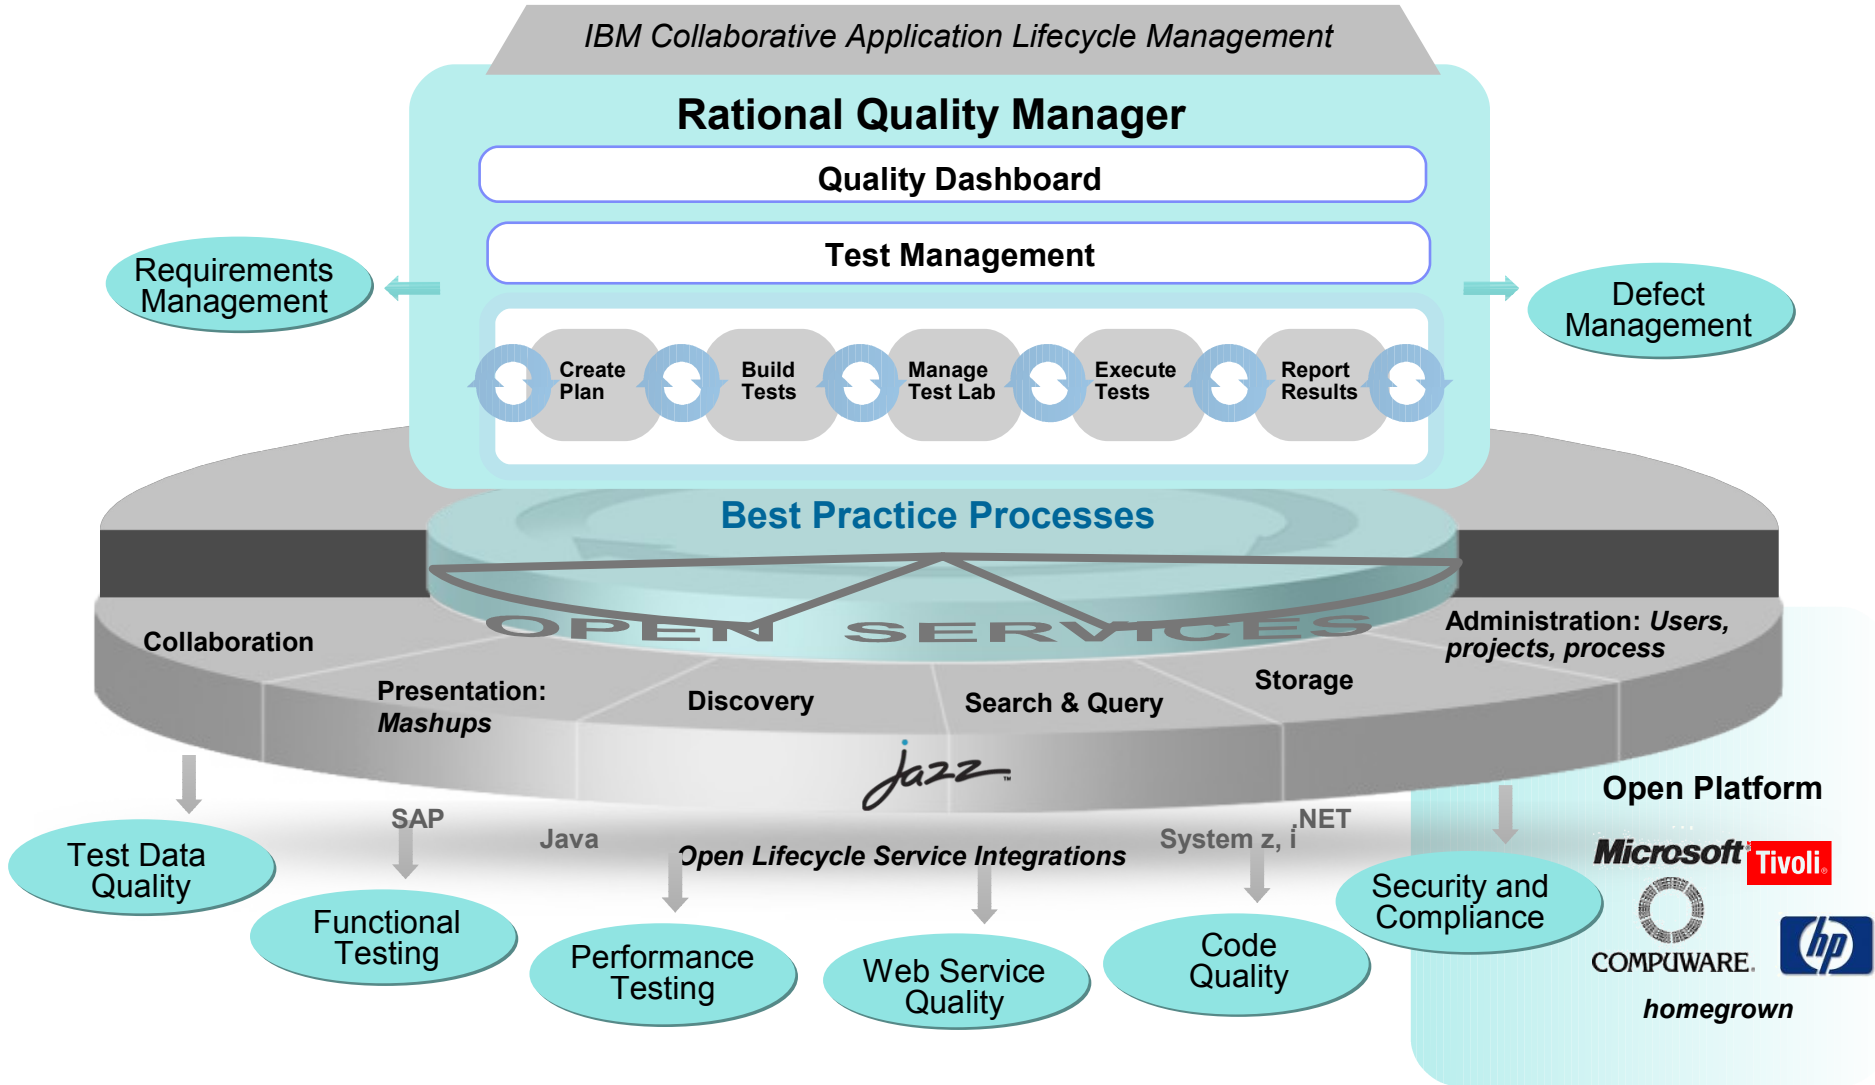 IBM Collaborative Application Lifecycle Management
Rational Quality Manager
Quality Dashboard
Test Management
Requirements
Management
Defect
Management
Create
Plan
Build
Tests
Manage
Test Lab
Execute
Tests
Report
Results
Best Practice Processes
OPEN SERVICES
Collaboration
Presentation:
Mashups
Discovery
Search & Query
Storage
Administration: Users,
projects, process
jazz™
SAP
Java
Open Lifecycle Service Integrations
System z, i
.NET
Test Data
Quality
Functional
Testing
Performance
Testing
Web Service
Quality
Code
Quality
Security and
Compliance
Open Platform
Microsoft
Tivoli®
COMPUWARE®
hp
homegrown